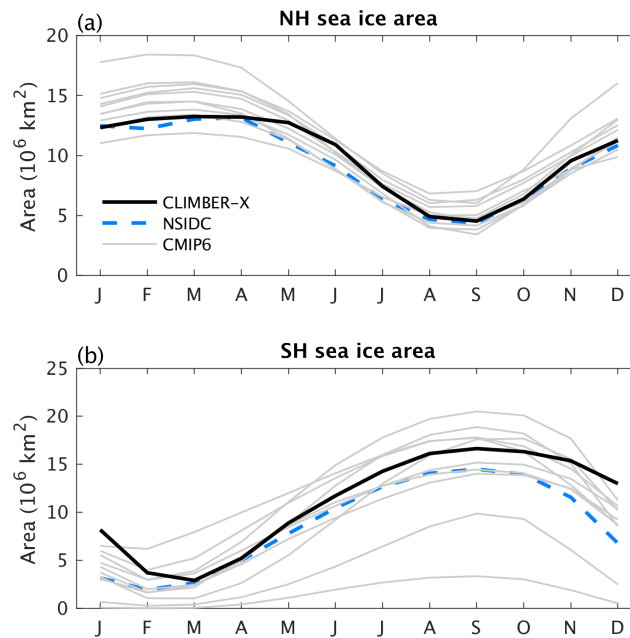 (a) NH sea ice area
20
15
10
5
0
Area (10⁶ km²)
CLIMBER-X
NSIDC
CMIP6
J F M A M J J A S O N D
(b) SH sea ice area
25
20
15
10
5
0
Area (10⁶ km²)
J F M A M J J A S O N D